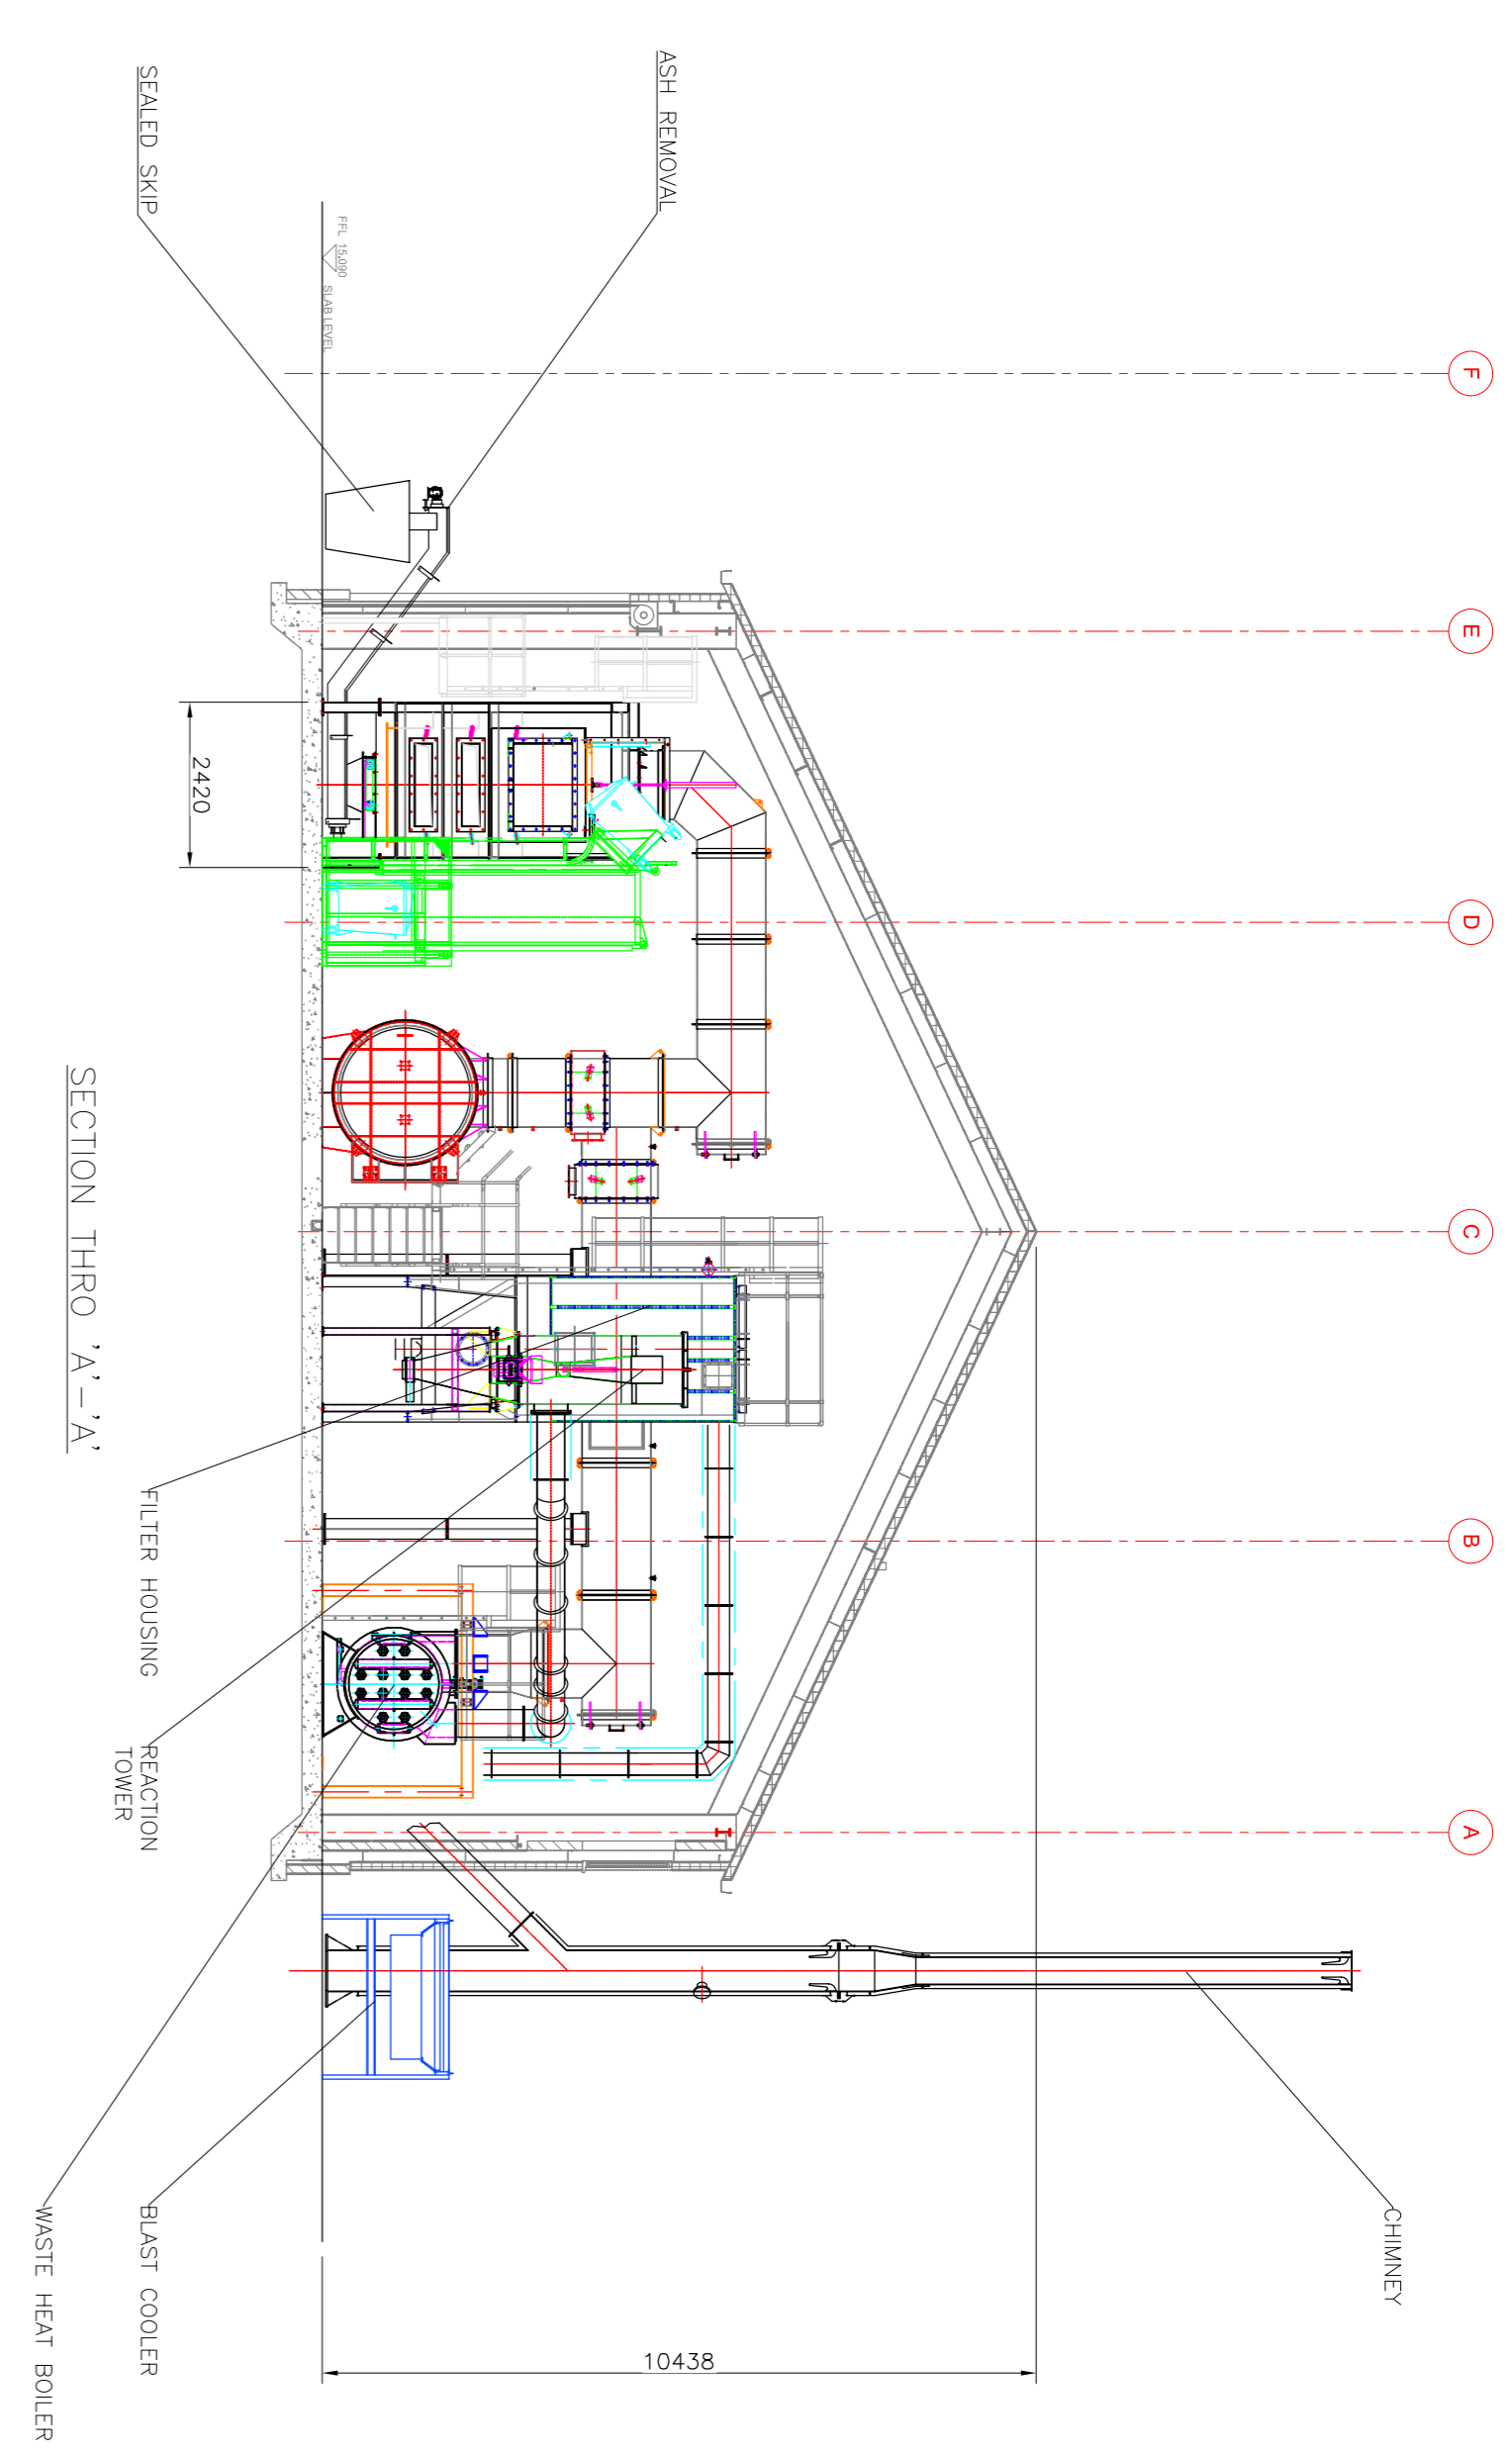 F
E
D
C
B
A
ASH REMOVAL
SEALED SKIP
FFL 15.090
SLAB LEVEL
2420
SECTION THRO 'A'-'A'
FILTER HOUSING
REACTION
TOWER
CHIMNEY
BLAST COOLER
WASTE HEAT BOILER
10438